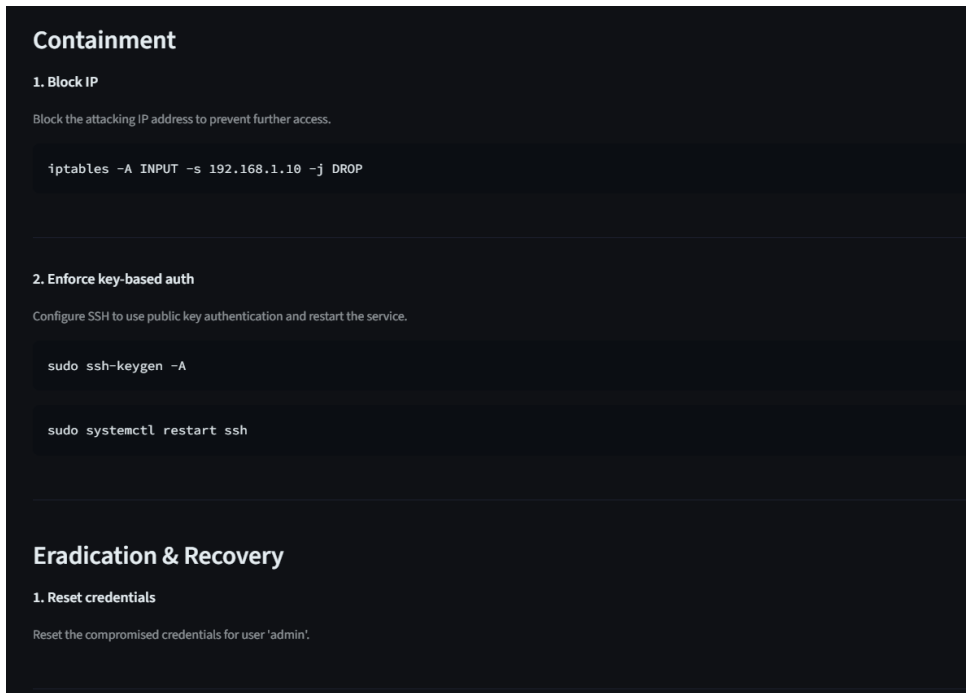 Containment
1. Block IP
Block the attacking IP address to prevent further access.
iptables -A INPUT -s 192.168.1.10 -j DROP
2. Enforce key-based auth
Configure SSH to use public key authentication and restart the service.
sudo ssh-keygen -A
sudo systemctl restart ssh
Eradication & Recovery
1. Reset credentials
Reset the compromised credentials for user 'admin'.